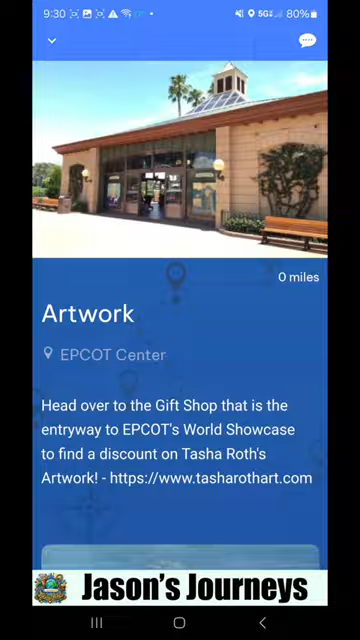 9:30
5G
80%
0 miles
Artwork
EPCOT Center
Head over to the Gift Shop that is the
entryway to EPCOT's World Showcase
to find a discount on Tasha Roth's
Artwork! - https://www.tasharothart.com
Jason's Journeys